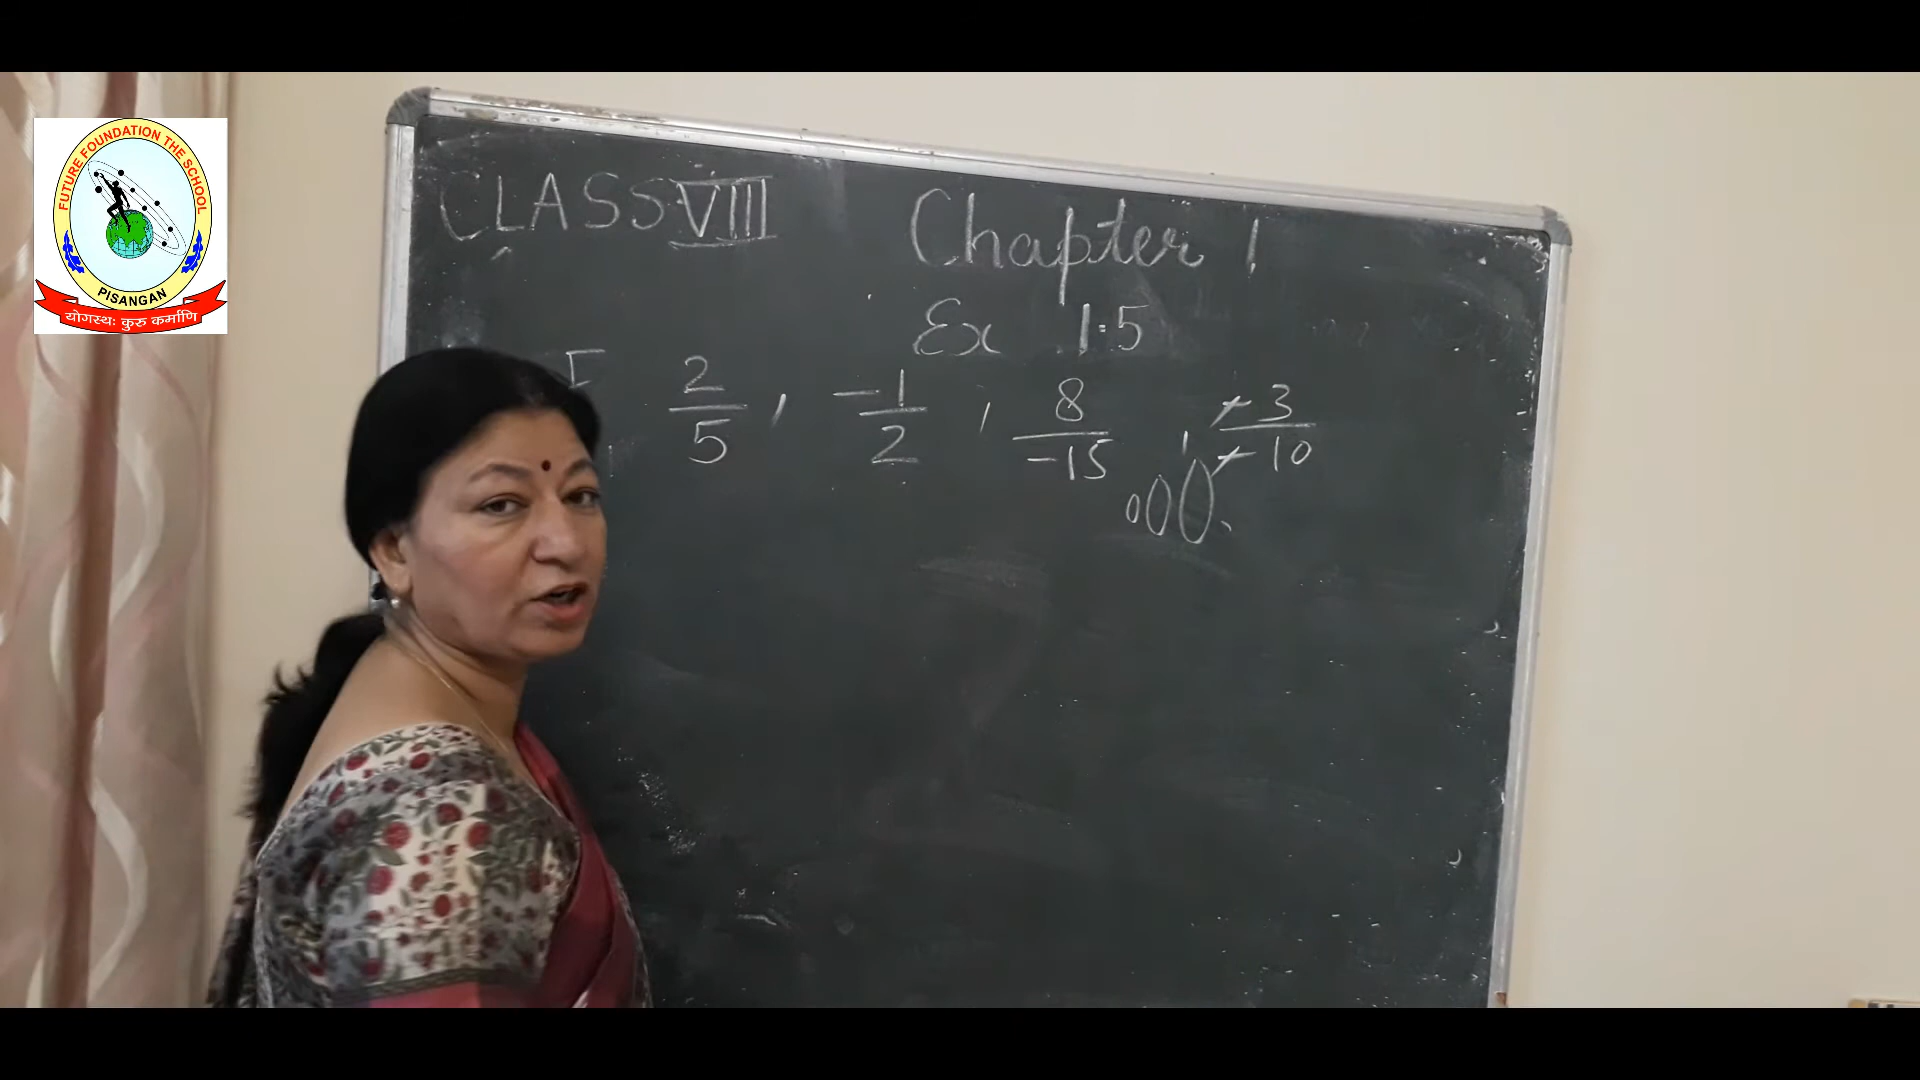 FUTURE FOUNDATION THE SCHOOL
PISANGAN
योगस्थः कुरु कर्माणि
CLASS VIII Chapter 1
Ex 1.5
2/5 , -1/2 , 8/-15 , -3/-10